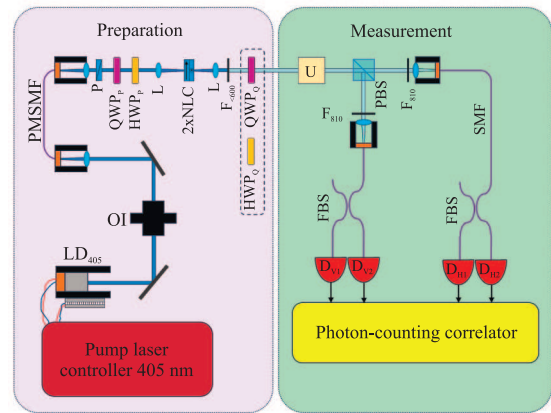 Preparation
Measurement
PMSMF
P
QWP_P
HWP_P
L
2xNLC
L
F_<600
QWP_Q
HWP_Q
U
PBS
F_810
F_810
SMF
OI
LD_405
FBS
FBS
D_V1
D_V2
D_H1
D_H2
Pump laser
controller 405 nm
Photon-counting correlator